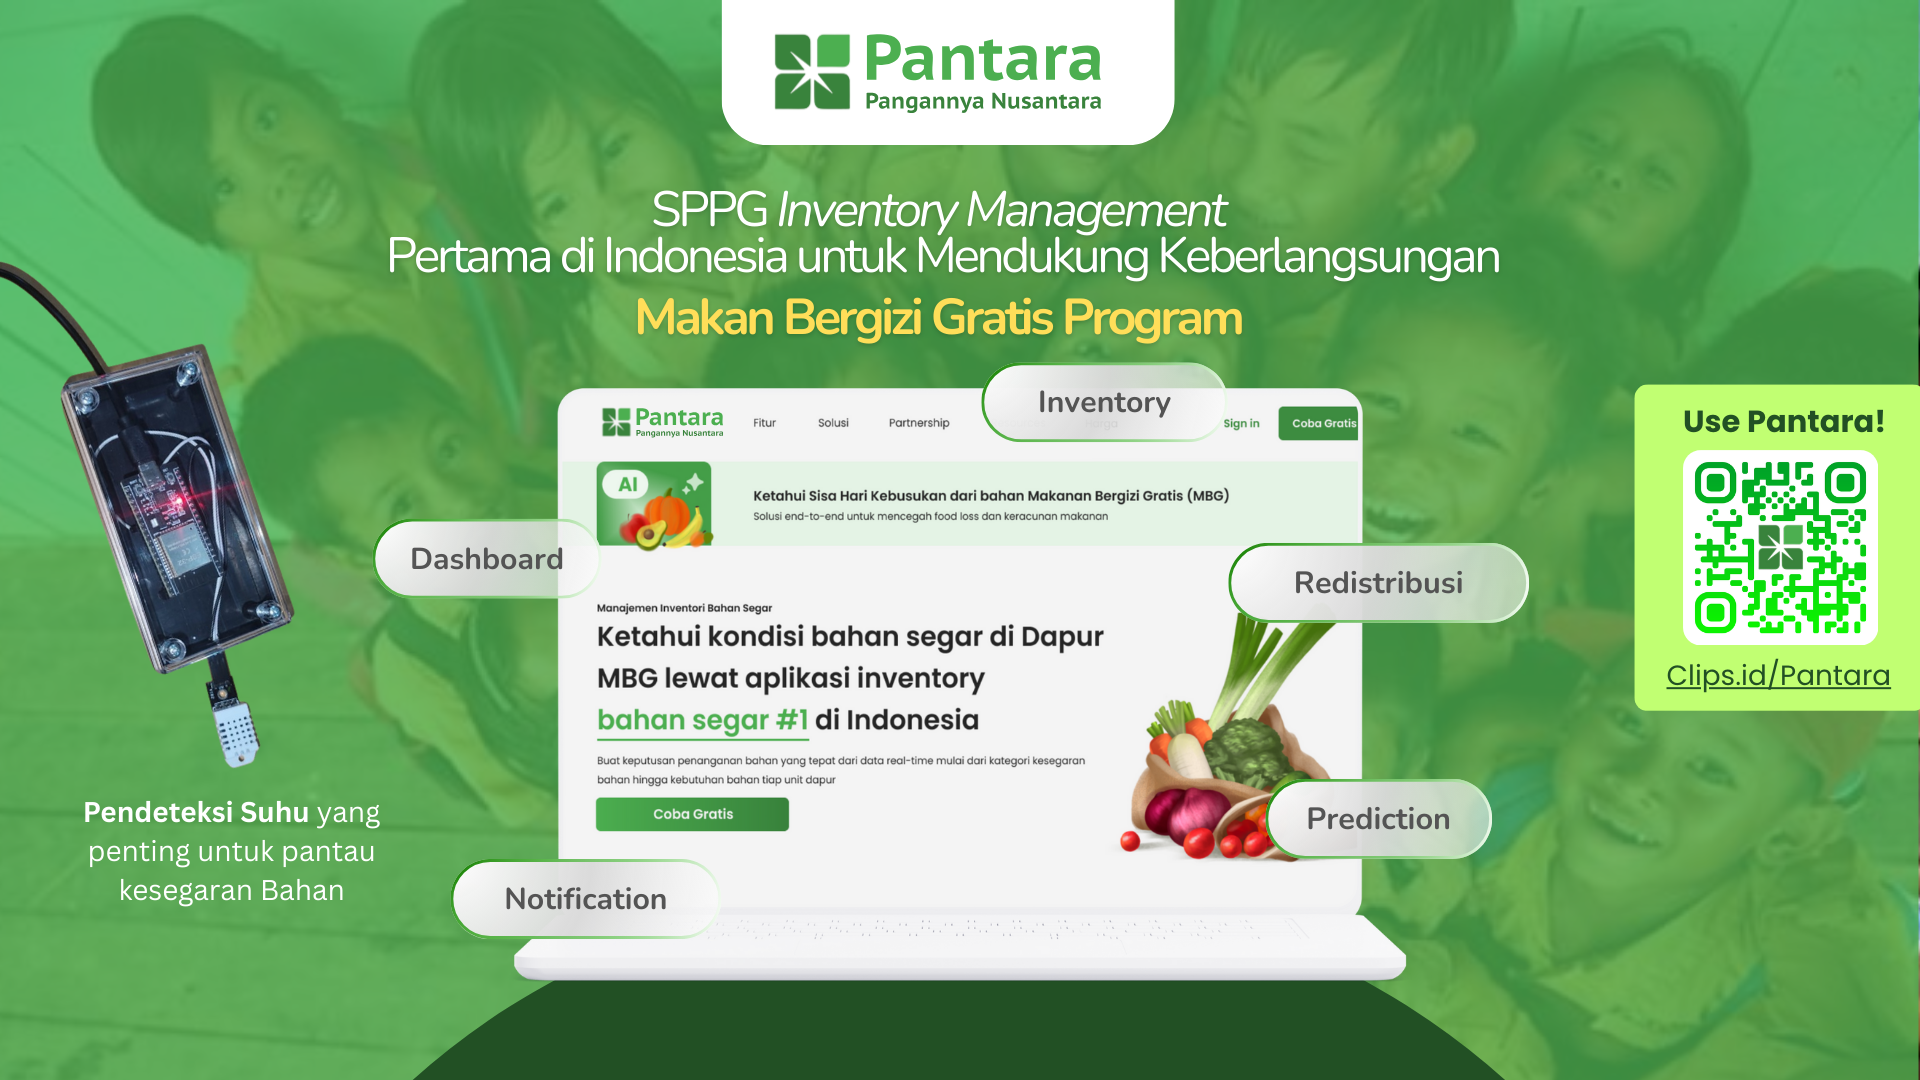 Pantara
Pangannya Nusantara
SPPG Inventory Management
Pertama di Indonesia untuk Mendukung Keberlangsungan
Makan Bergizi Gratis Program
Inventory
Pantara
Pangannya Nusantara
Fitur
Solusi
Partnership
Sign in
Coba Gratis
AI
Ketahui Sisa Hari Kebusukan dari bahan Makanan Bergizi Gratis (MBG)
Solusi end-to-end untuk mencegah food loss dan keracunan makanan
Dashboard
Redistribusi
Manajemen Inventori Bahan Segar
Ketahui kondisi bahan segar di Dapur
MBG lewat aplikasi inventory
bahan segar #1 di Indonesia
Buat keputusan penanganan bahan yang tepat dari data real-time mulai dari kategori kesegaran
bahan hingga kebutuhan bahan tiap unit dapur
Coba Gratis
Prediction
Notification
Pendeteksi Suhu yang
penting untuk pantau
kesegaran Bahan
Use Pantara!
Clips.id/Pantara